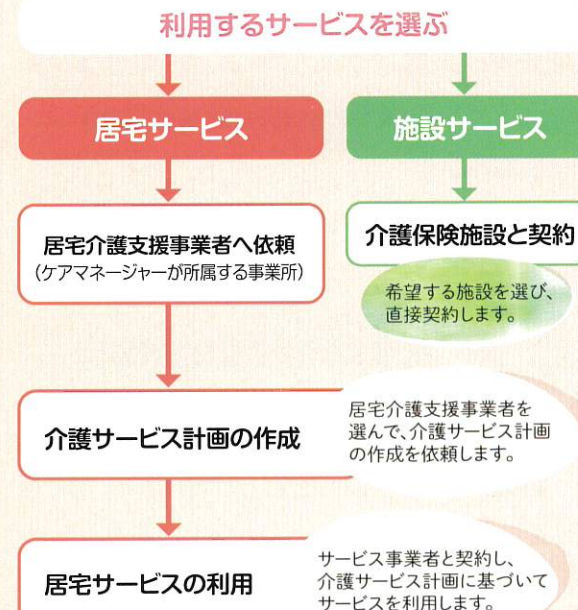 利用するサービスを選ぶ
居宅サービス
施設サービス
居宅介護支援事業者へ依頼
（ケアマネージャーが所属する事業所）
介護保険施設と契約
希望する施設を選び、
直接契約します。
介護サービス計画の作成
居宅介護支援事業者を
選んで、介護サービス計画
の作成を依頼します。
居宅サービスの利用
サービス事業者と契約し、
介護サービス計画に基づいて
サービスを利用します。